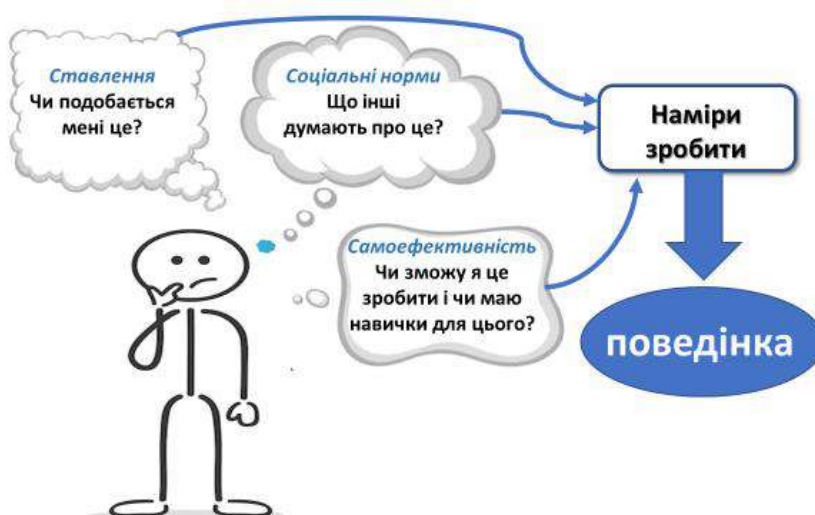 Ставлення
Чи подобається
мені це?
Соціальні норми
Що інші
думають про це?
Наміри
зробити
Самоефективність
Чи зможу я це
зробити і чи маю
навички для цього?
поведінка